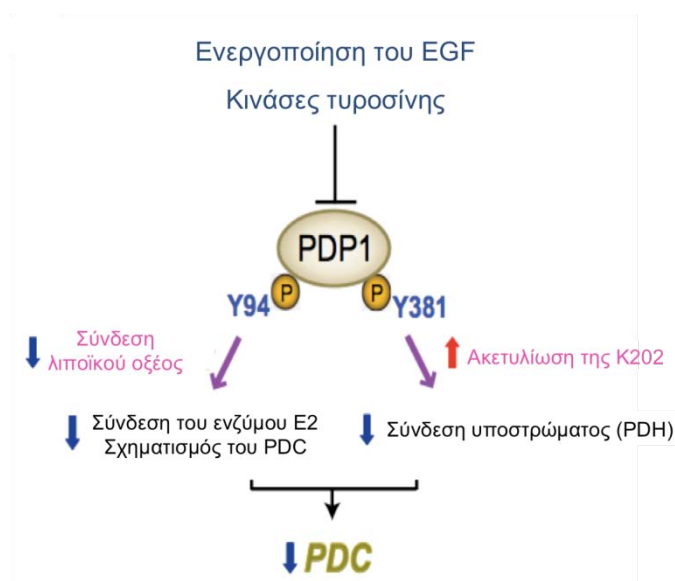 Ενεργοποίηση του EGF
Κινάσες τυροσίνης
PDP1
P
P
Y94
Y381
Σύνδεση
λιποϊκού οξέος
Ακετυλίωση της K202
Σύνδεση του ενζύμου E2
Σχηματισμός του PDC
Σύνδεση υποστρώματος (PDH)
PDC